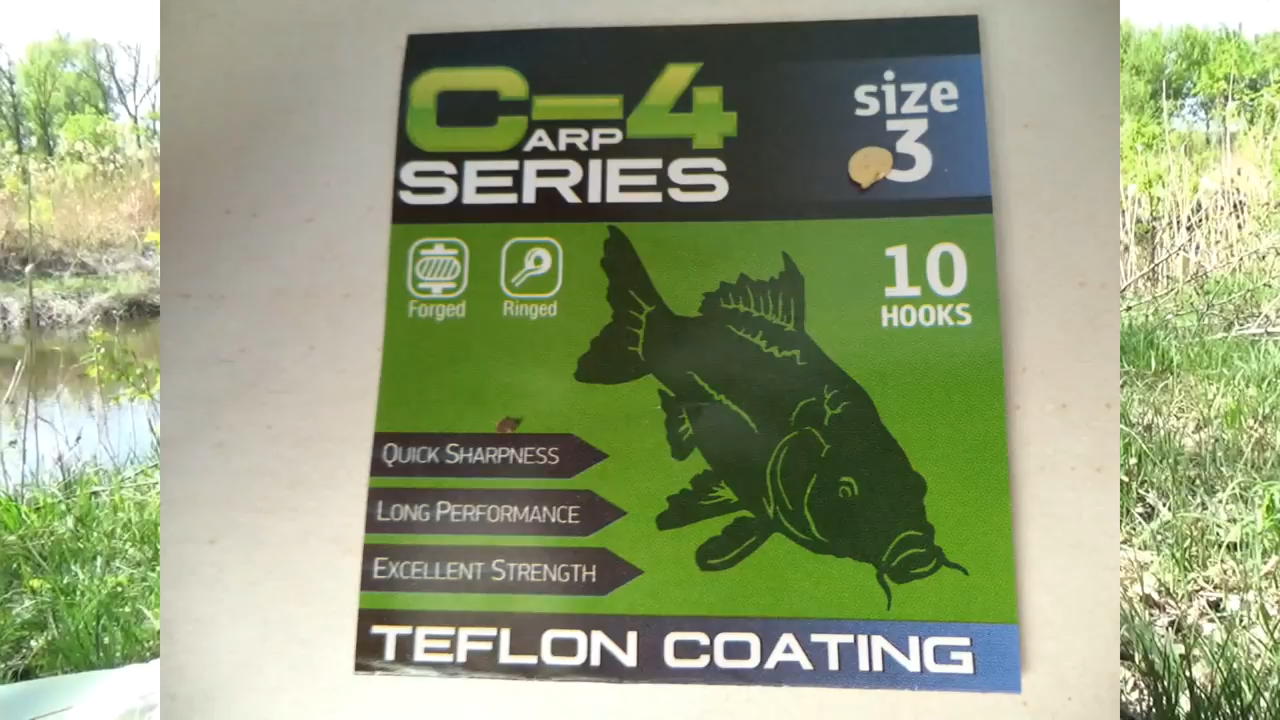 C-4
ARP
SERIES
size
3
Forged
Ringed
10
HOOKS
QUICK SHARPNESS
LONG PERFORMANCE
EXCELLENT STRENGTH
TEFLON COATING